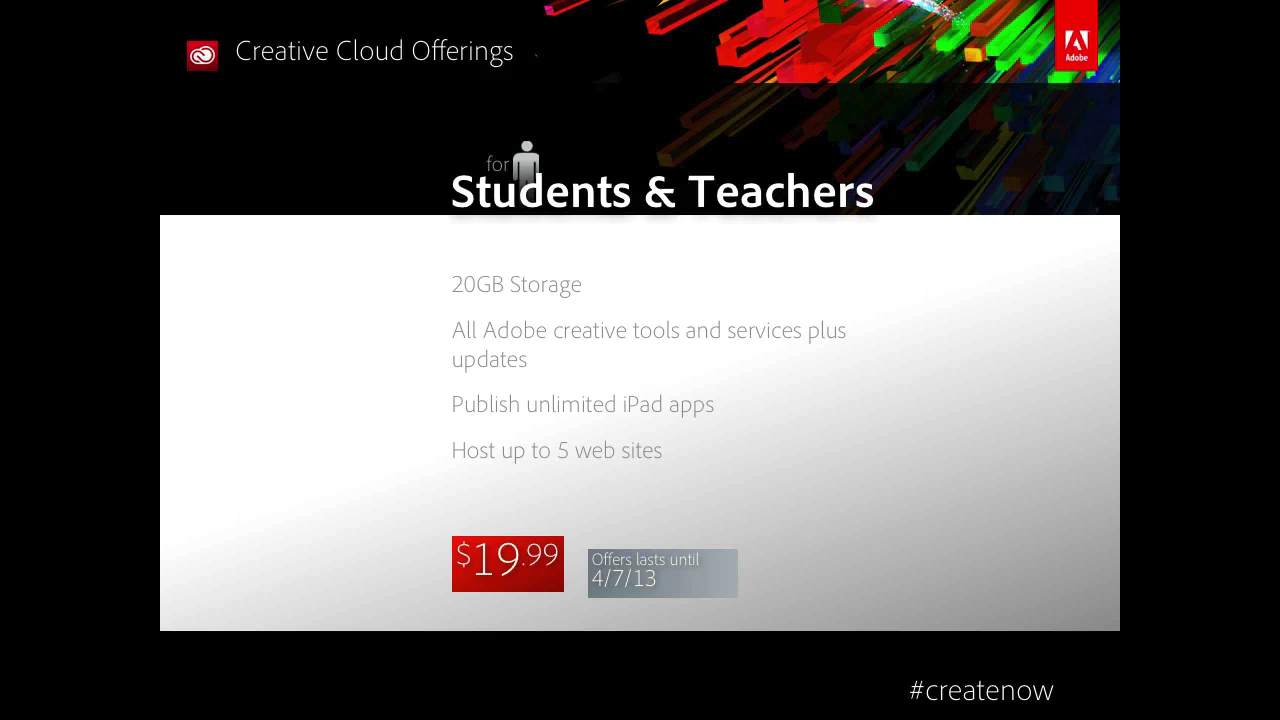 Creative Cloud Offerings
Adobe
for
Students & Teachers
20GB Storage
All Adobe creative tools and services plus
updates
Publish unlimited iPad apps
Host up to 5 web sites
$19.99
Offers lasts until
4/7/13
#createnow